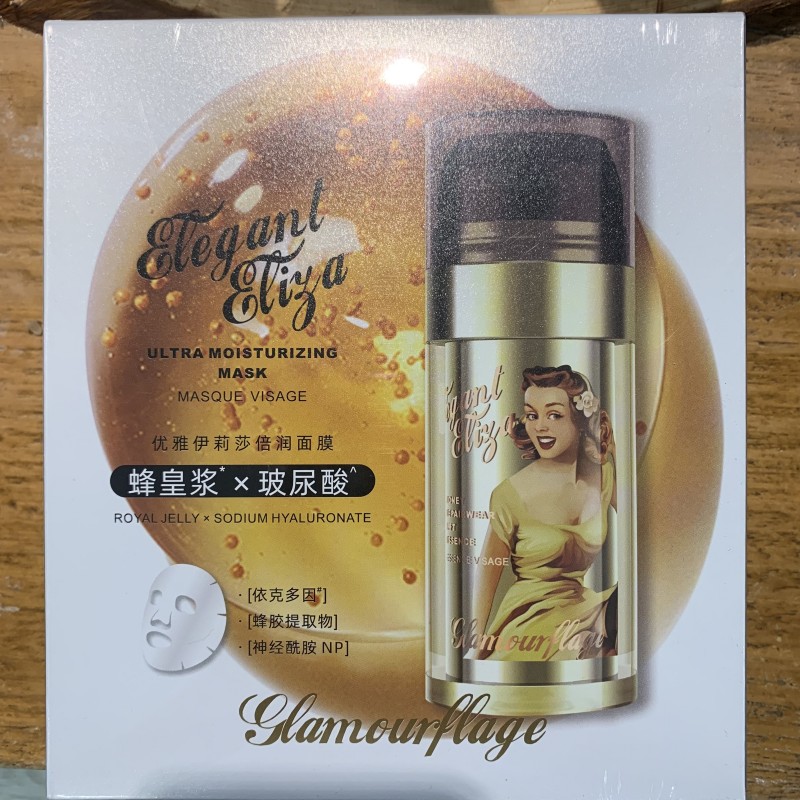 Elegant
Eliza
ULTRA MOISTURIZING
MASK
MASQUE VISAGE
优雅伊莉莎倍润面膜
蜂皇浆* × 玻尿酸^
ROYAL JELLY × SODIUM HYALURONATE
· [依克多因#]
· [蜂胶提取物]
· [神经酰胺 NP]
Eliza
VISAGE
Glamourflage
Glamourflage